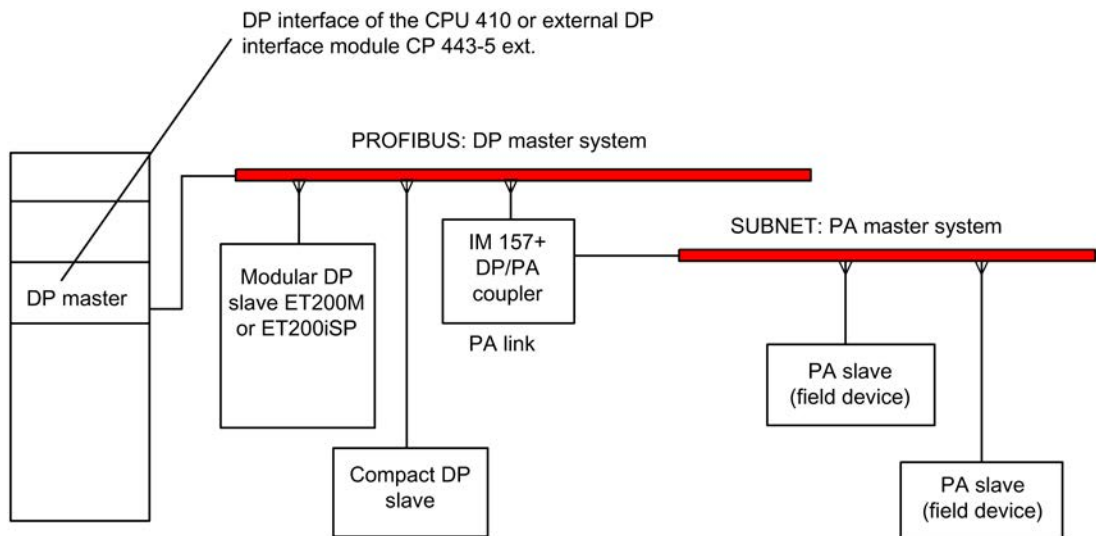 DP interface of the CPU 410 or external DP
interface module CP 443-5 ext.
PROFIBUS: DP master system
SUBNET: PA master system
DP master
Modular DP
slave ET200M
or ET200iSP
IM 157+
DP/PA
coupler
PA link
Compact DP
slave
PA slave
(field device)
PA slave
(field device)